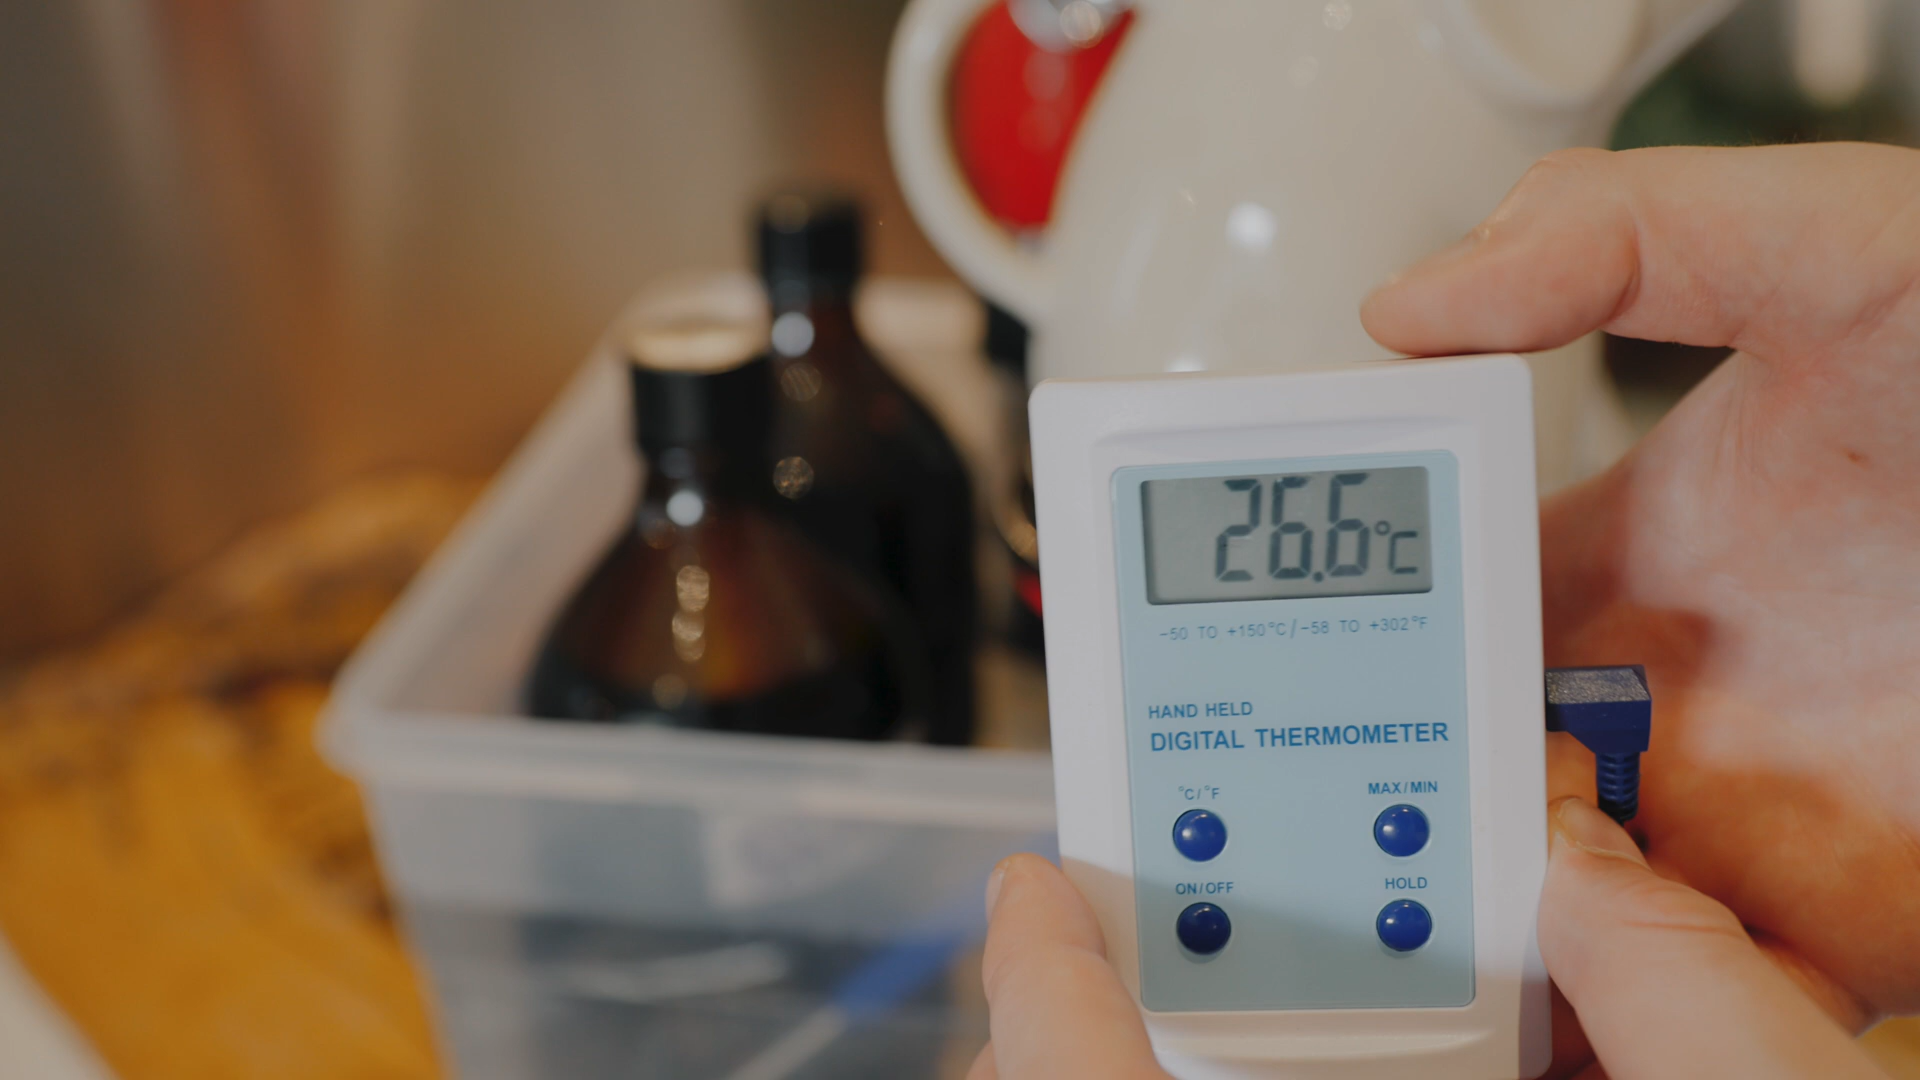 26.6°C
-50 TO +150°C/-58 TO +302°F
HAND HELD
DIGITAL THERMOMETER
°C/°F
MAX/MIN
ON/OFF
HOLD